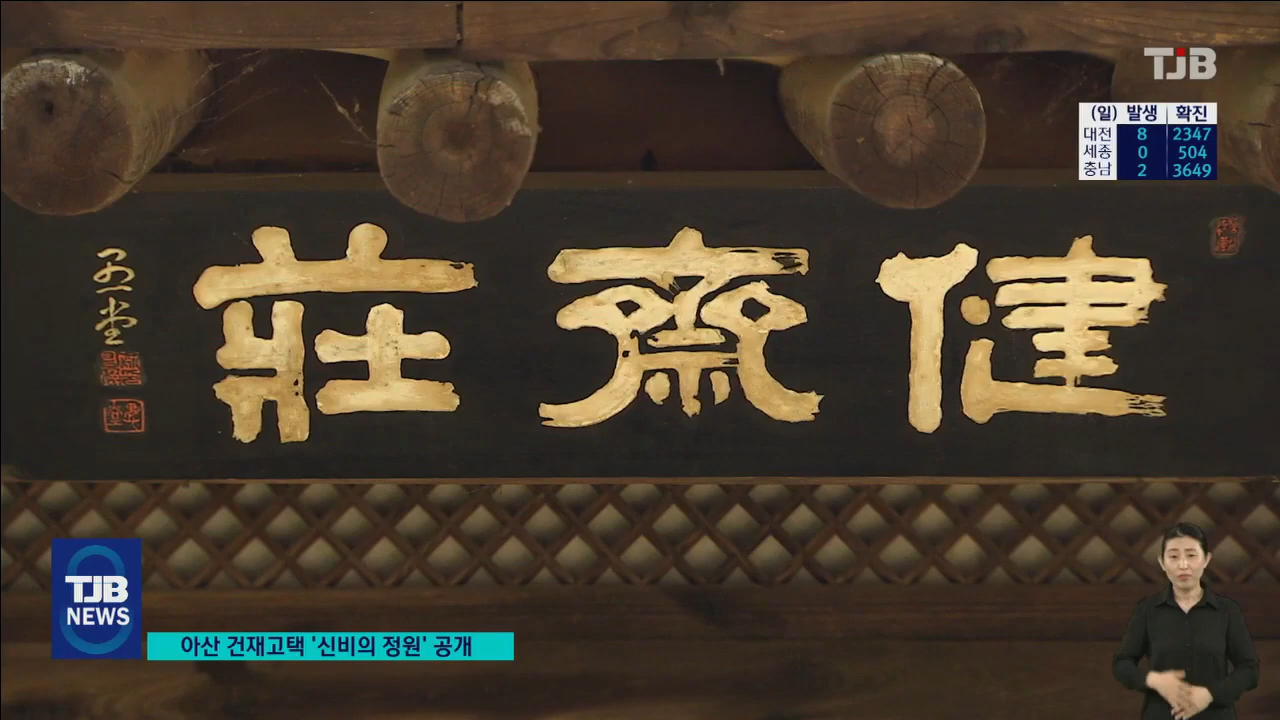 TJB
(일) 발생 확진
대전 8 2347
세종 0 504
충남 2 3649
健齋莊
TJB
NEWS
아산 건재고택 '신비의 정원' 공개